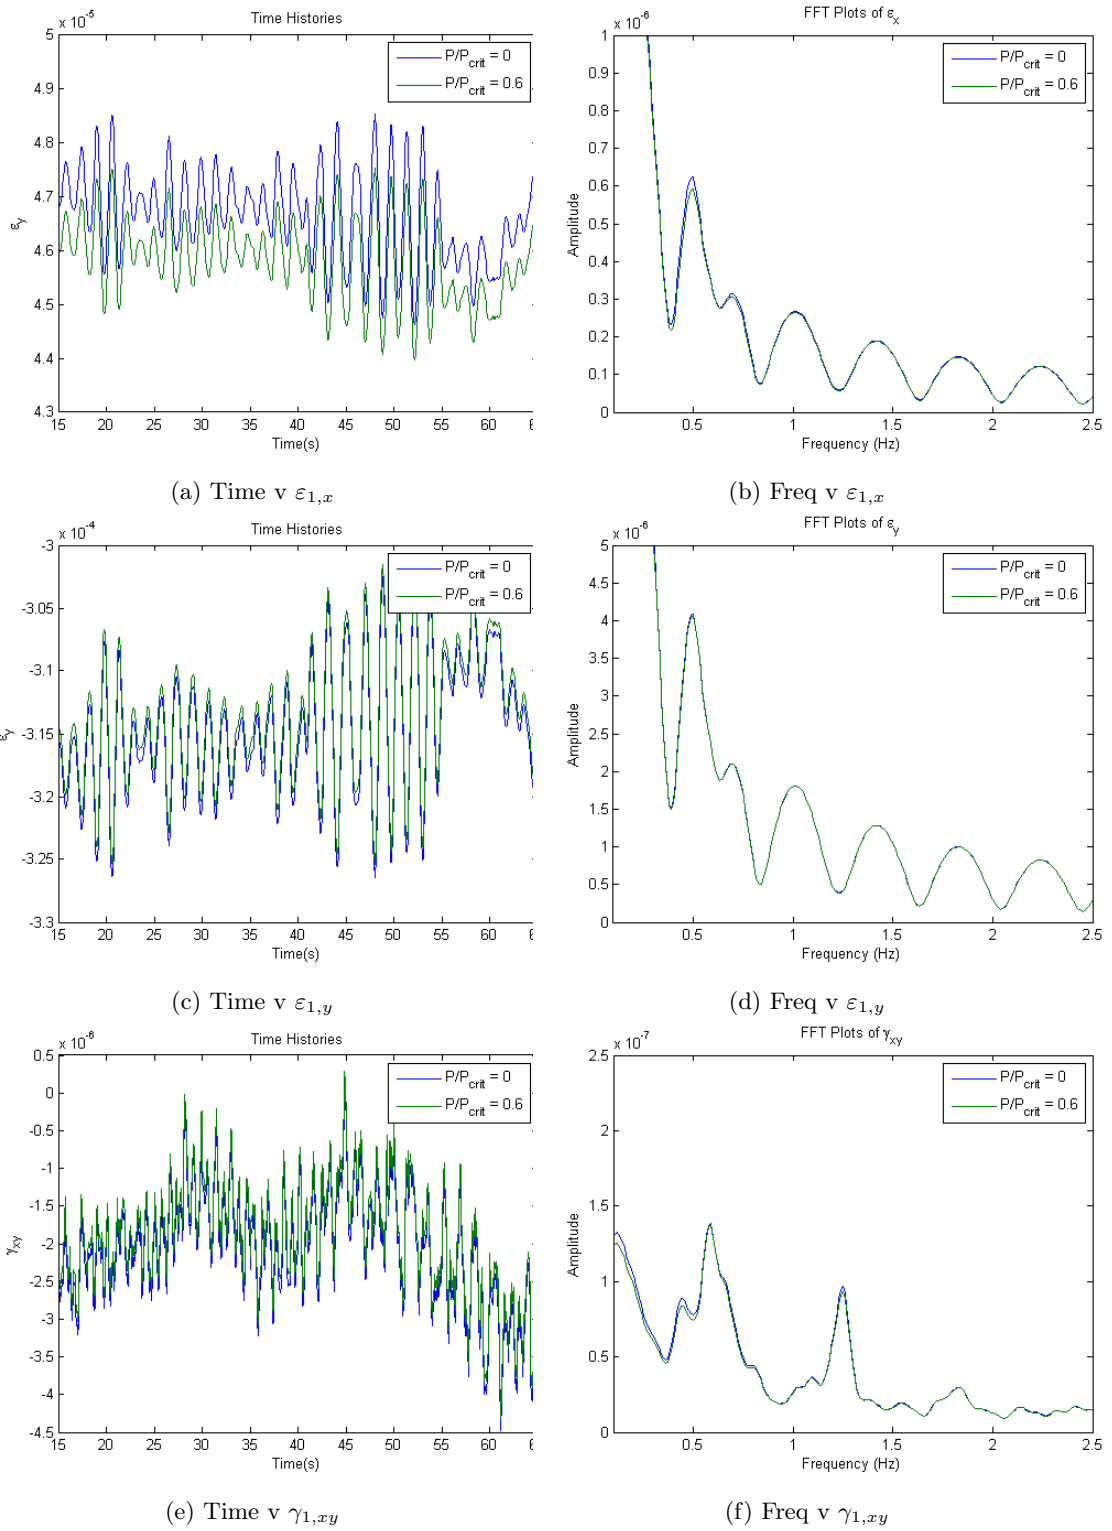 x 10^-5
Time Histories
5
4.9
4.8
4.7
4.6
4.5
4.4
4.3
ε_y
P/P_crit = 0
P/P_crit = 0.6
15 20 25 30 35 40 45 50 55 60 6
Time(s)
(a) Time v ε_{1,x}
x 10^-6
FFT Plots of ε_x
1
0.9
0.8
0.7
0.6
0.5
0.4
0.3
0.2
0.1
0
Amplitude
P/P_crit = 0
P/P_crit = 0.6
0.5 1 1.5 2 2.5
Frequency (Hz)
(b) Freq v ε_{1,x}
x 10^-4
Time Histories
-3
-3.05
-3.1
-3.15
-3.2
-3.25
-3.3
ε_y
P/P_crit = 0
P/P_crit = 0.6
15 20 25 30 35 40 45 50 55 60 6
Time(s)
(c) Time v ε_{1,y}
x 10^-6
FFT Plots of ε_y
5
4.5
4
3.5
3
2.5
2
1.5
1
0.5
0
Amplitude
P/P_crit = 0
P/P_crit = 0.6
0.5 1 1.5 2 2.5
Frequency (Hz)
(d) Freq v ε_{1,y}
x 10^-6
Time Histories
0.5
0
-0.5
-1
-1.5
-2
-2.5
-3
-3.5
-4
-4.5
γ_xy
P/P_crit = 0
P/P_crit = 0.6
15 20 25 30 35 40 45 50 55 60 6
Time(s)
(e) Time v γ_{1,xy}
x 10^-7
FFT Plots of γ_xy
2.5
2
1.5
1
0.5
0
Amplitude
P/P_crit = 0
P/P_crit = 0.6
0.5 1 1.5 2 2.5
Frequency (Hz)
(f) Freq v γ_{1,xy}